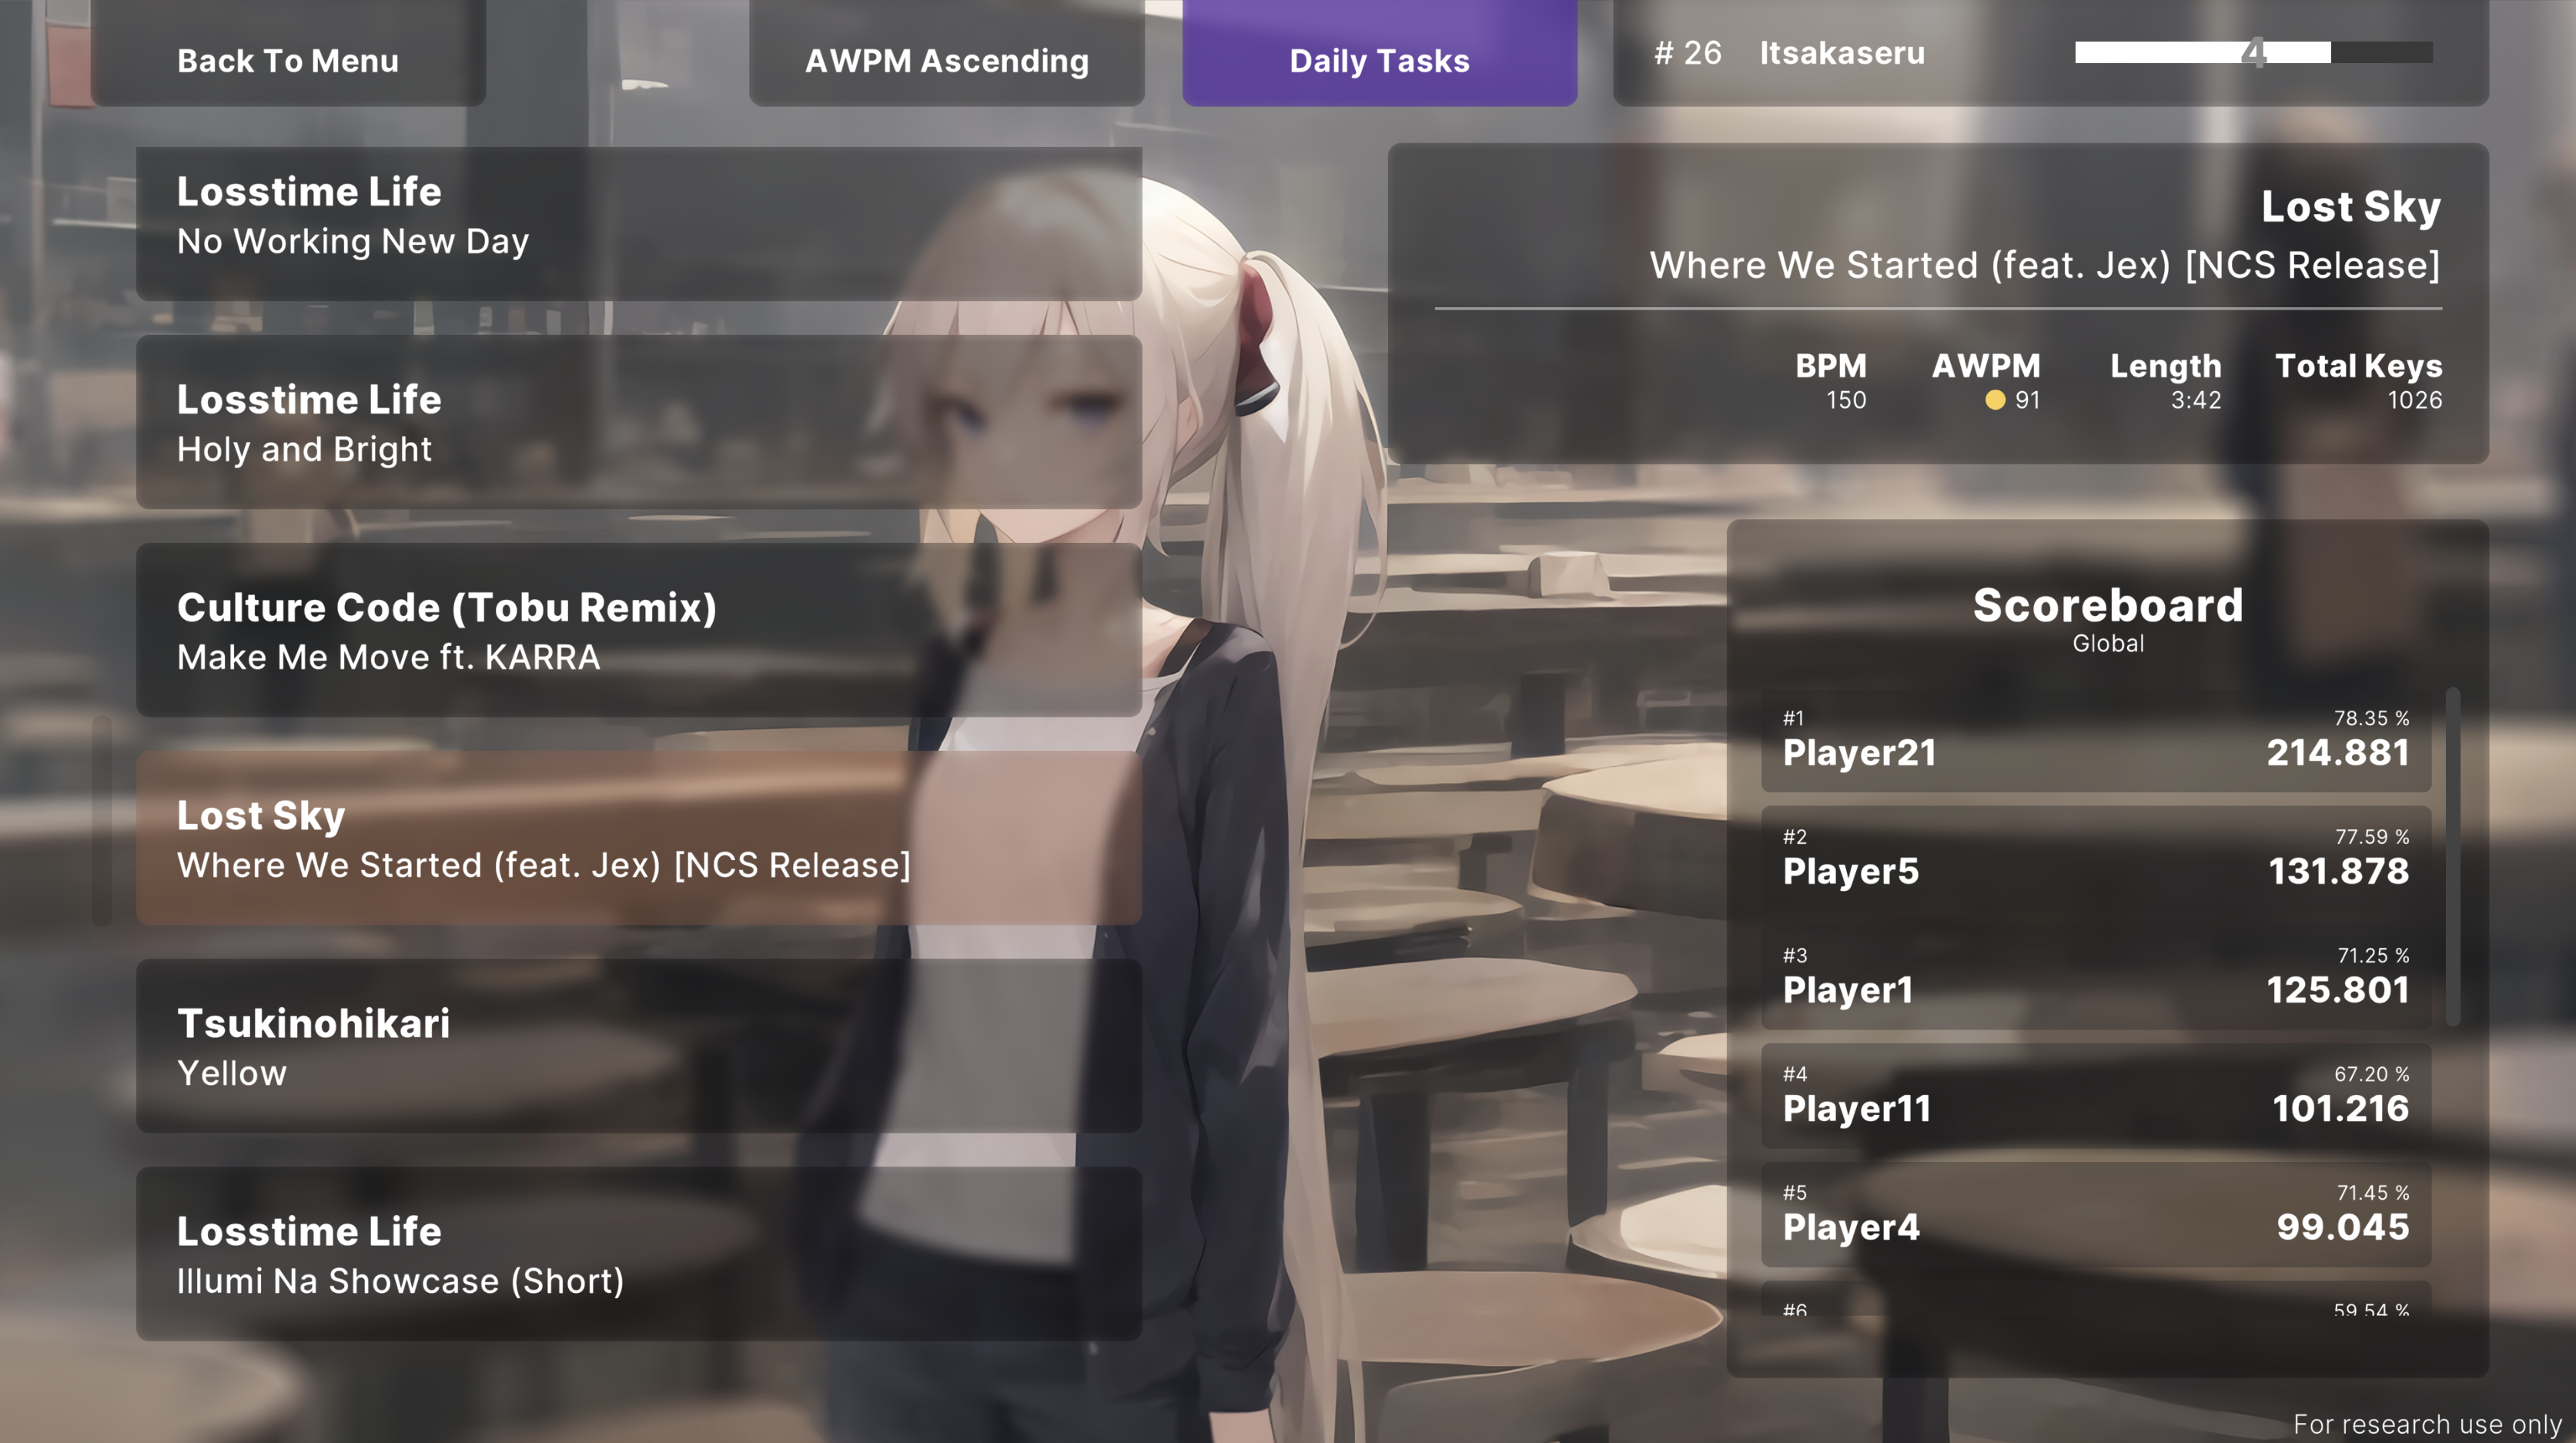 Back To Menu
AWPM Ascending
Daily Tasks
# 26 Itsakaseru
4
Losstime Life
No Working New Day
Losstime Life
Holy and Bright
Culture Code (Tobu Remix)
Make Me Move ft. KARRA
Lost Sky
Where We Started (feat. Jex) [NCS Release]
Tsukinohikari
Yellow
Losstime Life
Illumi Na Showcase (Short)
Lost Sky
Where We Started (feat. Jex) [NCS Release]
BPM AWPM Length Total Keys
150 91 3:42 1026
Scoreboard
Global
#1 78.35 %
Player21 214.881
#2 77.59 %
Player5 131.878
#3 71.25 %
Player1 125.801
#4 67.20 %
Player11 101.216
#5 71.45 %
Player4 99.045
#6 59.54 %
For research use only